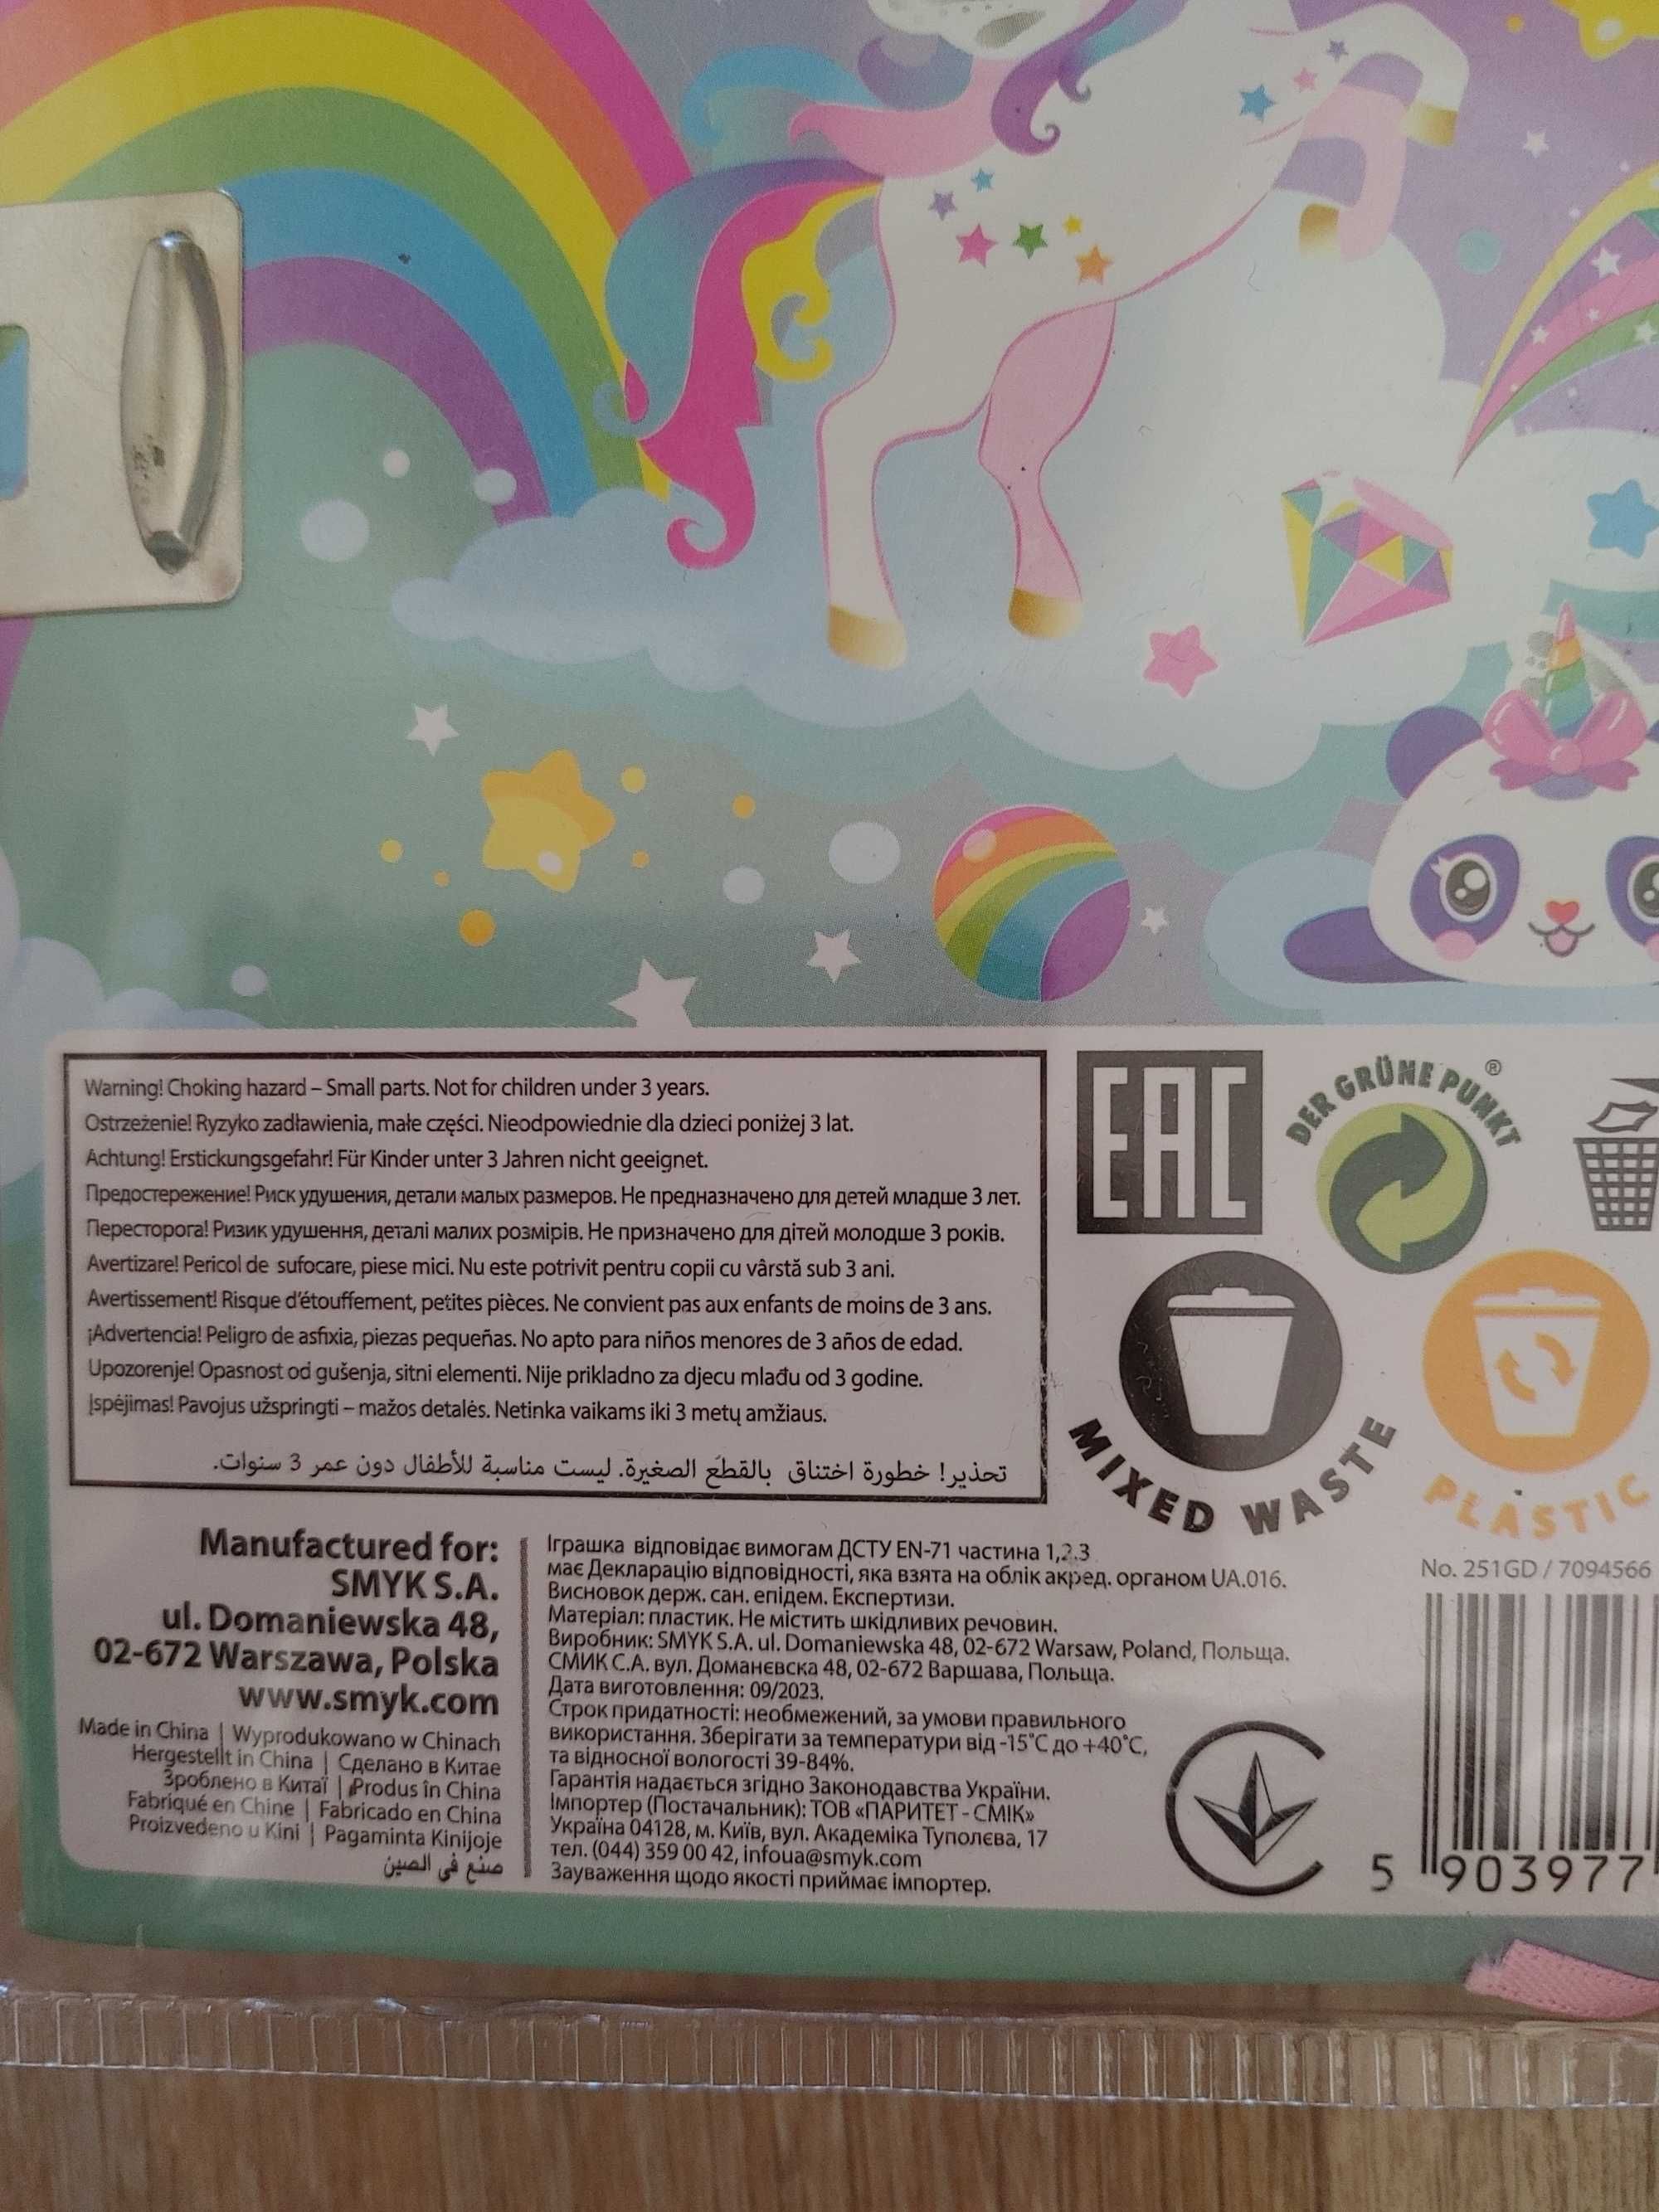 Warning! Choking hazard – Small parts. Not for children under 3 years.
Ostrzeżenie! Ryzyko zadławienia, małe części. Nieodpowiednie dla dzieci poniżej 3 lat.
Achtung! Erstickungsgefahr! Für Kinder unter 3 Jahren nicht geeignet.
Предостережение! Риск удушения, детали малых размеров. Не предназначено для детей младше 3 лет.
Пересторога! Ризик удушення, деталі малих розмірів. Не призначено для дітей молодше 3 років.
Avertizare! Pericol de sufocare, piese mici. Nu este potrivit pentru copii cu vârstă sub 3 ani.
Avertissement! Risque d'étouffement, petites pièces. Ne convient pas aux enfants de moins de 3 ans.
¡Advertencia! Peligro de asfixia, piezas pequeñas. No apto para niños menores de 3 años de edad.
Upozorenje! Opasnost od gušenja, sitni elementi. Nije prikladno za djecu mlađu od 3 godine.
Įspėjimas! Pavojus užspringti – mažos detalės. Netinka vaikams iki 3 metų amžiaus.
تحذير! خطورة اختناق بالقطَع الصغيرة. ليست مناسبة للأطفال دون عمر 3 سنوات.
EAC
DER GRÜNE PUNKT ®
MIXED WASTE
PLASTIC
Manufactured for:
SMYK S.A.
ul. Domaniewska 48,
02-672 Warszawa, Polska
www.smyk.com
Made in China | Wyprodukowano w Chinach
Hergestellt in China | Сделано в Китае
Зроблено в Китаї | Produs în China
Fabriqué en Chine | Fabricado en China
Proizvedeno u Kini | Pagaminta Kinijoje
صنع في الصين
Іграшка відповідає вимогам ДСТУ EN-71 частина 1,2,3
має Декларацію відповідності, яка взята на облік акред. органом UA.016.
Висновок держ. сан. епідем. Експертизи.
Матеріал: пластик. Не містить шкідливих речовин.
Виробник: SMYK S.A. ul. Domaniewska 48, 02-672 Warsaw, Poland, Польща.
СМИК С.А. вул. Доманєвска 48, 02-672 Варшава, Польща.
Дата виготовлення: 09/2023.
Строк придатності: необмежений, за умови правильного
використання. Зберігати за температури від -15°C до +40°C,
та відносної вологості 39-84%.
Гарантія надається згідно Законодавства України.
Імпортер (Постачальник): ТОВ «ПАРИТЕТ - СМІК»
Україна 04128, м. Київ, вул. Академіка Туполєва, 17
тел. (044) 359 00 42, infoua@smyk.com
Зауваження щодо якості приймає імпортер.
No. 251GD / 7094566
5 903977